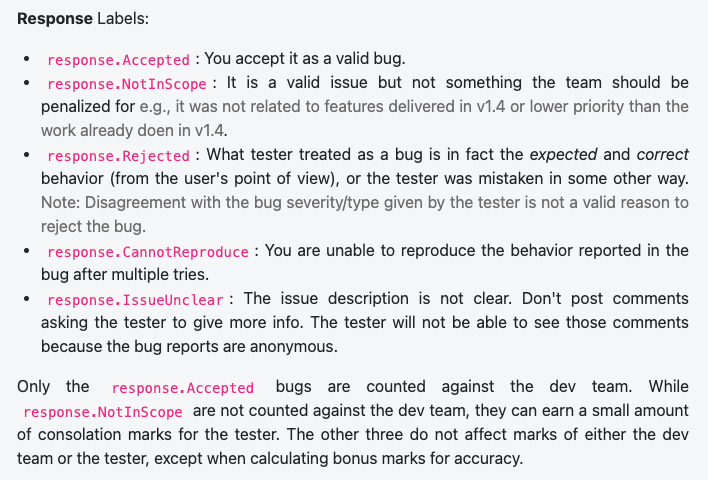 Response Labels:
• response.Accepted : You accept it as a valid bug.
• response.NotInScope : It is a valid issue but not something the team should be
penalized for e.g., it was not related to features delivered in v1.4 or lower priority than the
work already doen in v1.4.
• response.Rejected : What tester treated as a bug is in fact the expected and correct
behavior (from the user's point of view), or the tester was mistaken in some other way.
Note: Disagreement with the bug severity/type given by the tester is not a valid reason to
reject the bug.
• response.CannotReproduce : You are unable to reproduce the behavior reported in the
bug after multiple tries.
• response.IssueUnclear : The issue description is not clear. Don't post comments
asking the tester to give more info. The tester will not be able to see those comments
because the bug reports are anonymous.
Only the response.Accepted bugs are counted against the dev team. While
response.NotInScope are not counted against the dev team, they can earn a small amount
of consolation marks for the tester. The other three do not affect marks of either the dev
team or the tester, except when calculating bonus marks for accuracy.